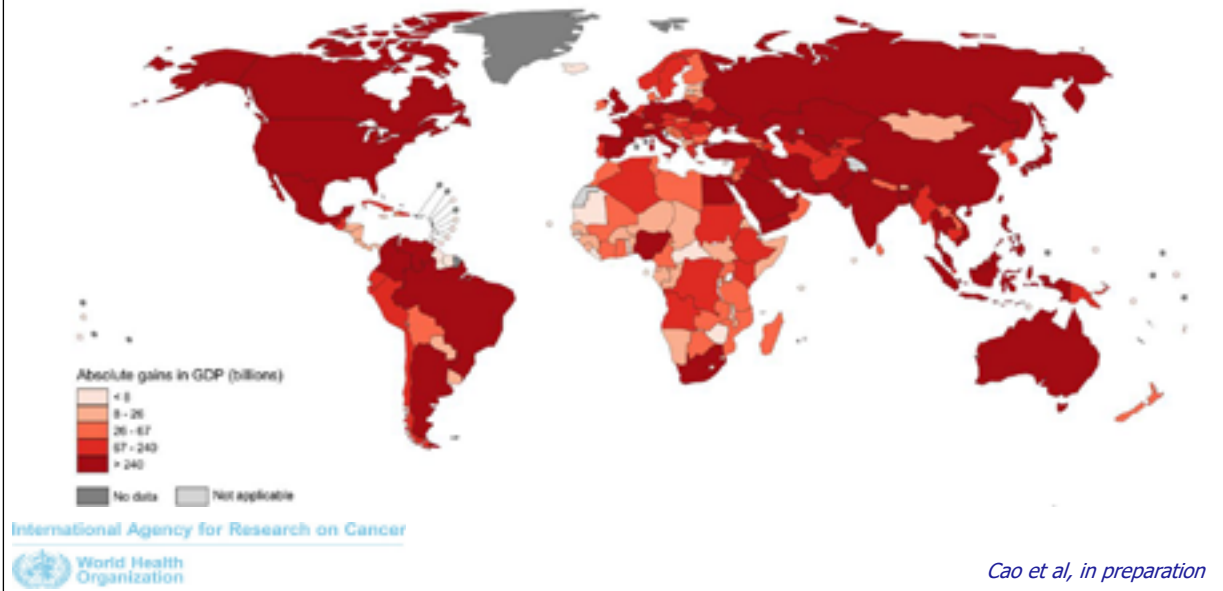 Absolute gains in GDP (billions)
< 8
8 - 26
26 - 67
67 - 240
> 240
No data
Not applicable
International Agency for Research on Cancer
World Health
Organization
Cao et al, in preparation